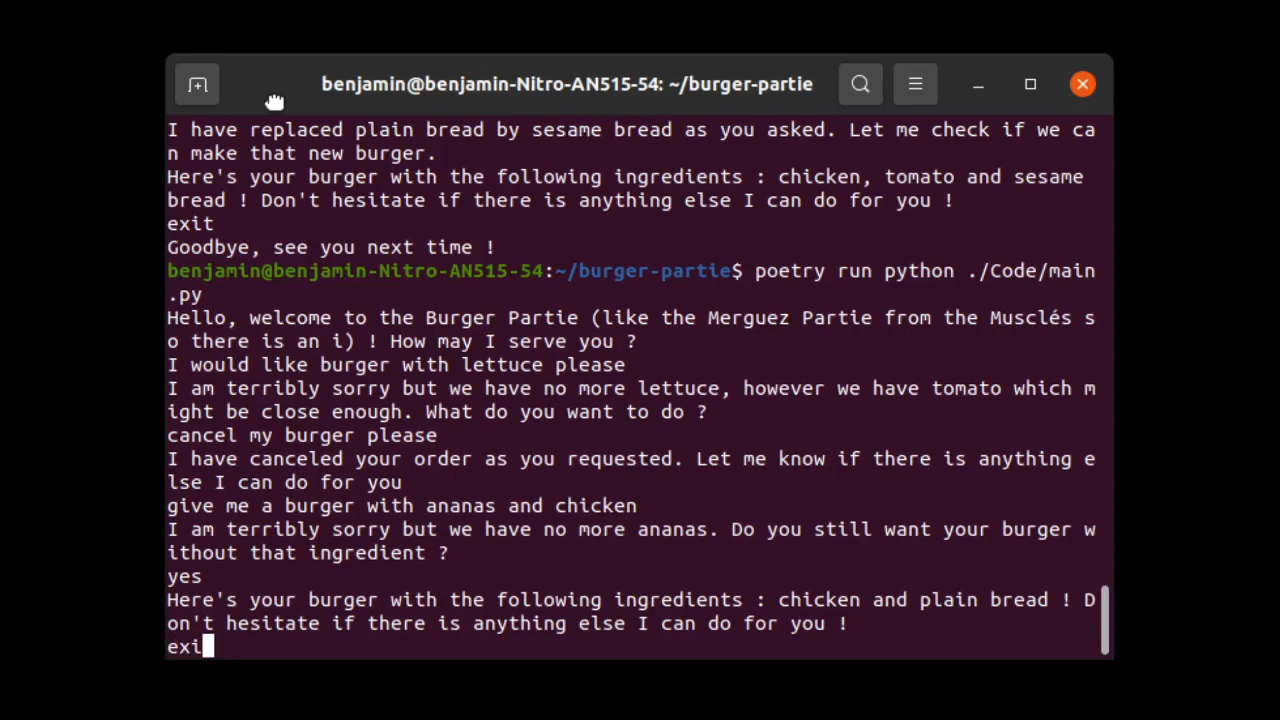 benjamin@benjamin-Nitro-AN515-54: ~/burger-partie
I have replaced plain bread by sesame bread as you asked. Let me check if we ca
n make that new burger.
Here's your burger with the following ingredients : chicken, tomato and sesame
bread ! Don't hesitate if there is anything else I can do for you !
exit
Goodbye, see you next time !
benjamin@benjamin-Nitro-AN515-54:~/burger-partie$ poetry run python ./Code/main
.py
Hello, welcome to the Burger Partie (like the Merguez Partie from the Musclés s
o there is an i) ! How may I serve you ?
I would like burger with lettuce please
I am terribly sorry but we have no more lettuce, however we have tomato which m
ight be close enough. What do you want to do ?
cancel my burger please
I have canceled your order as you requested. Let me know if there is anything e
lse I can do for you
give me a burger with ananas and chicken
I am terribly sorry but we have no more ananas. Do you still want your burger w
ithout that ingredient ?
yes
Here's your burger with the following ingredients : chicken and plain bread ! D
on't hesitate if there is anything else I can do for you !
exi